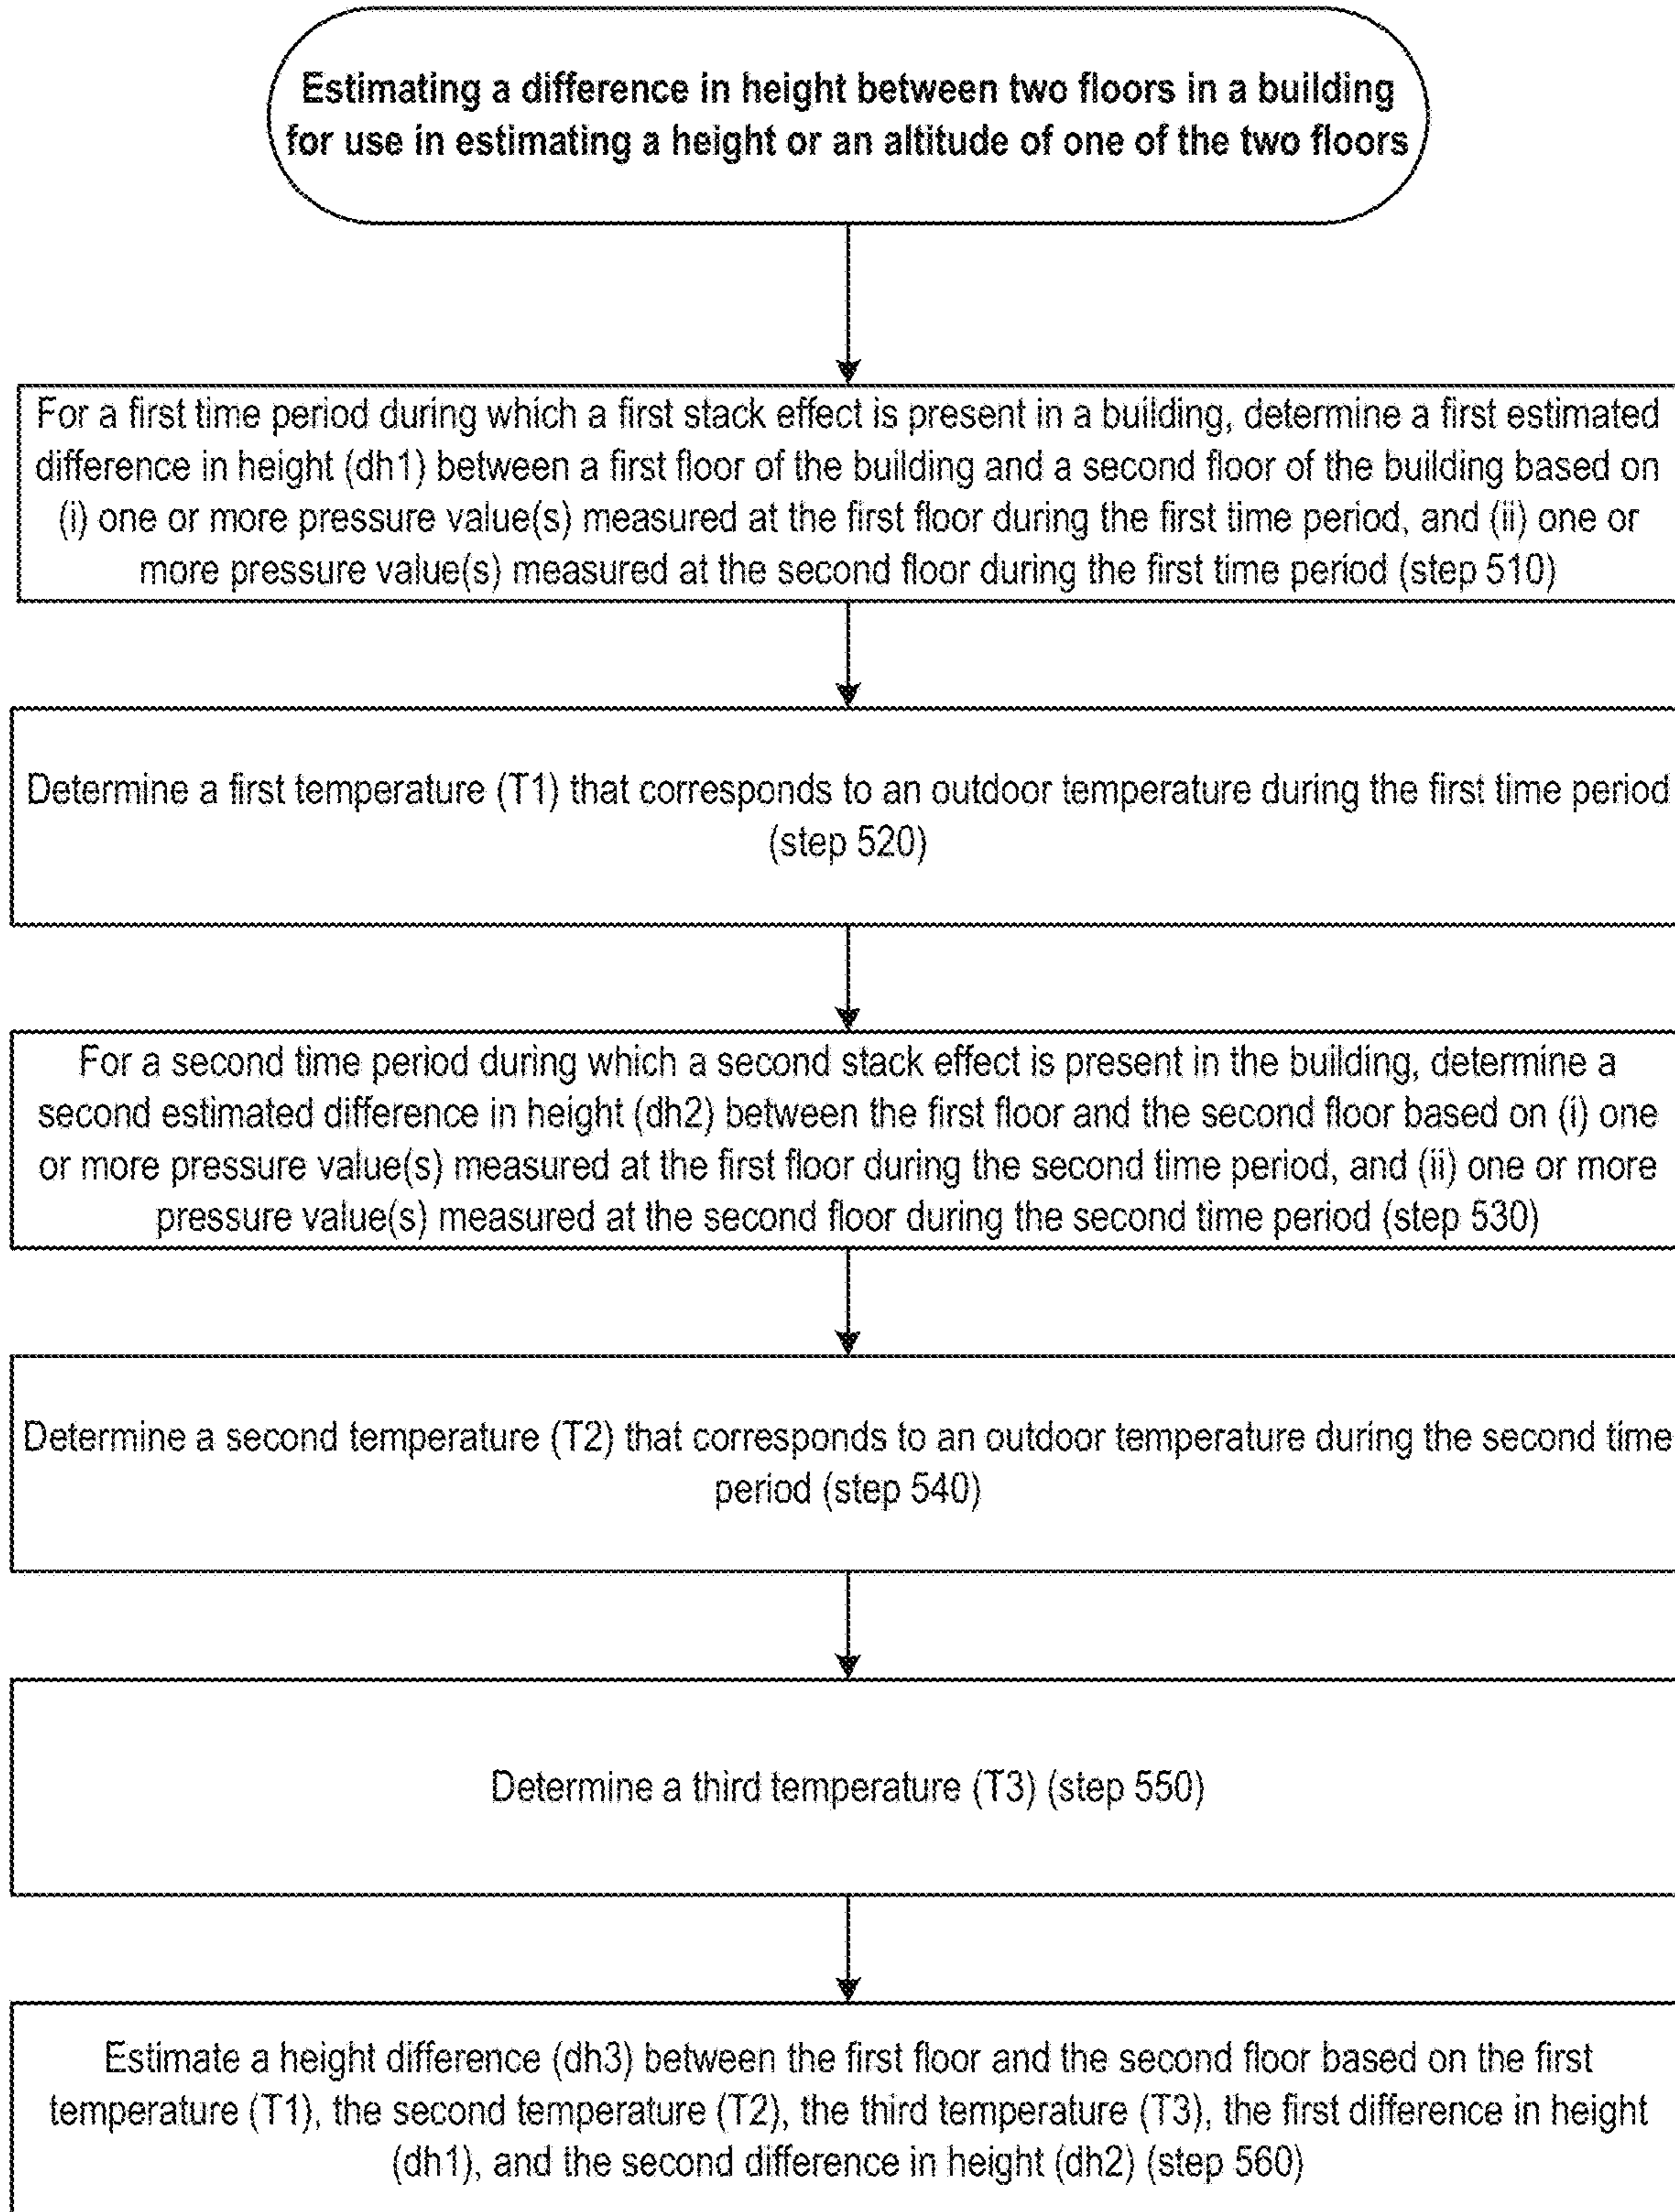 Estimating a difference in height between two floors in a building
for use in estimating a height or an altitude of one of the two floors
For a first time period during which a first stack effect is present in a building, determine a first estimated
difference in height (dh1) between a first floor of the building and a second floor of the building based on
(i) one or more pressure value(s) measured at the first floor during the first time period, and (ii) one or
more pressure value(s) measured at the second floor during the first time period (step 510)
Determine a first temperature (T1) that corresponds to an outdoor temperature during the first time period
(step 520)
For a second time period during which a second stack effect is present in the building, determine a
second estimated difference in height (dh2) between the first floor and the second floor based on (i) one
or more pressure value(s) measured at the first floor during the second time period, and (ii) one or more
pressure value(s) measured at the second floor during the second time period (step 530)
Determine a second temperature (T2) that corresponds to an outdoor temperature during the second time
period (step 540)
Determine a third temperature (T3) (step 550)
Estimate a height difference (dh3) between the first floor and the second floor based on the first
temperature (T1), the second temperature (T2), the third temperature (T3), the first difference in height
(dh1), and the second difference in height (dh2) (step 560)